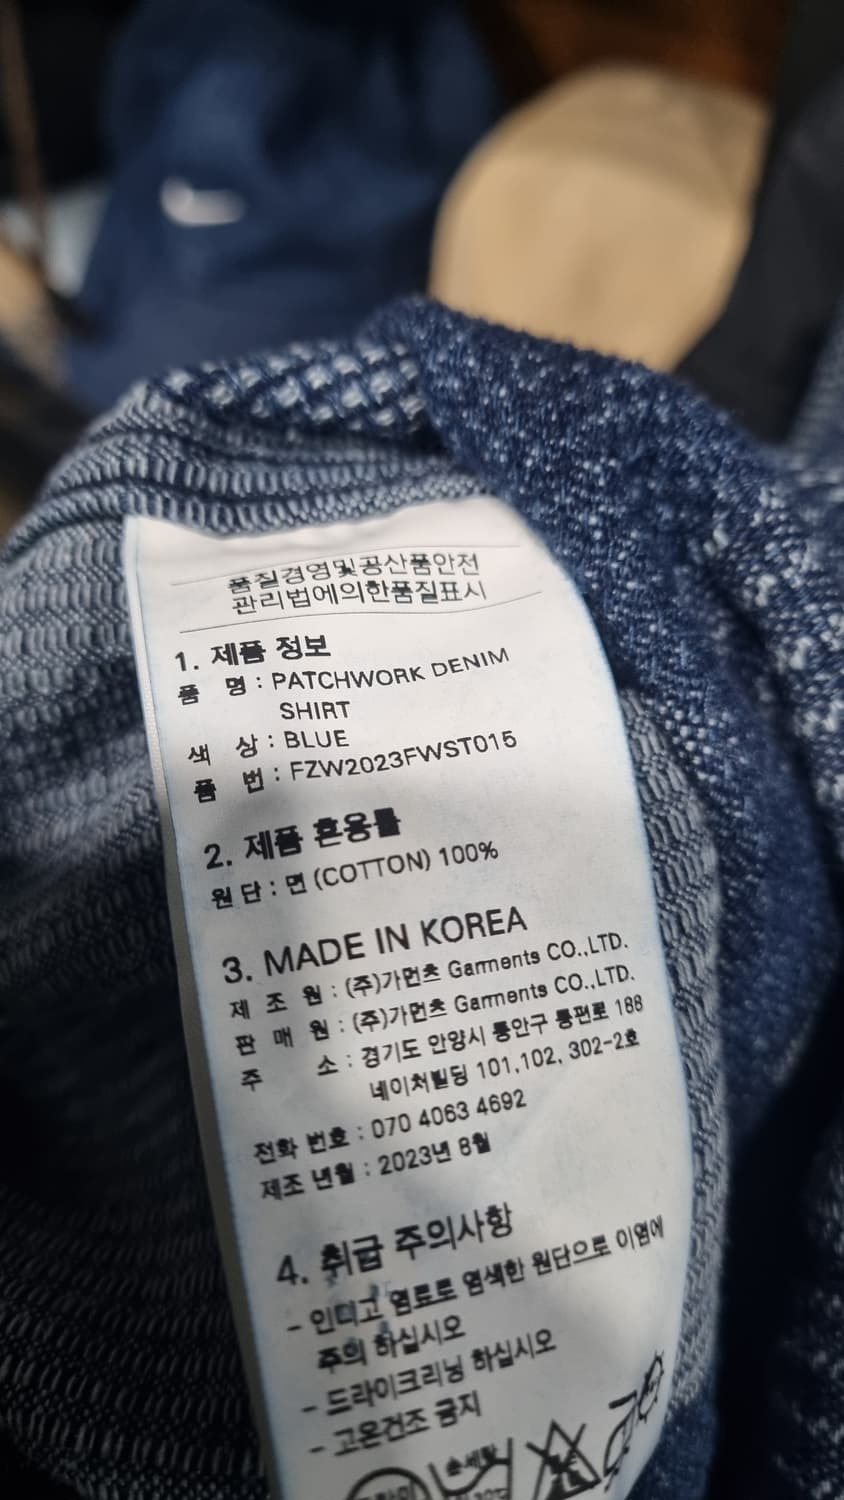 품질경영및공산품안전
관리법에의한품질표시
1. 제품 정보
품 명 : PATCHWORK DENIM
SHIRT
색 상 : BLUE
품 번 : FZW2023FWST015
2. 제품 혼용률
원 단 : 면 (COTTON) 100%
3. MADE IN KOREA
제 조 원 : (주)가먼츠 Garments CO.,LTD.
판 매 원 : (주)가먼츠 Garments CO.,LTD.
주 소 : 경기도 안양시 동안구 동편로 188
네이처빌딩 101,102, 302-2호
전화 번호 : 070 4063 4692
제조 년월 : 2023년 8월
4. 취급 주의사항
- 인디고 염료로 염색한 원단으로 이염에
주의 하십시오
- 드라이크리닝 하십시오
- 고온건조 금지
손세탁